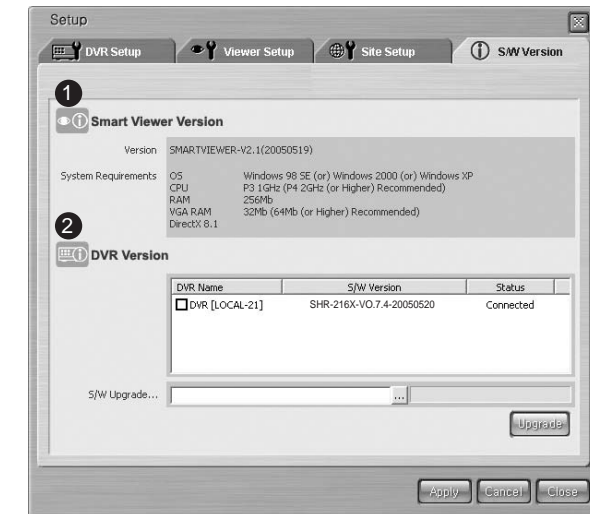 Setup
DVR Setup
Viewer Setup
Site Setup
S/W Version
1
Smart Viewer Version
Version SMARTVIEWER-V2.1(20050519)
System Requirements OS Windows 98 SE (or) Windows 2000 (or) Windows XP
CPU P3 1GHz (P4 2GHz (or Higher) Recommended)
RAM 256Mb
VGA RAM 32Mb (64Mb (or Higher) Recommended)
DirectX 8.1
2
DVR Version
DVR Name S/W Version Status
DVR [LOCAL-21] SHR-216X-VO.7.4-20050520 Connected
S/W Upgrade... ...
Upgrade
Apply Cancel Close